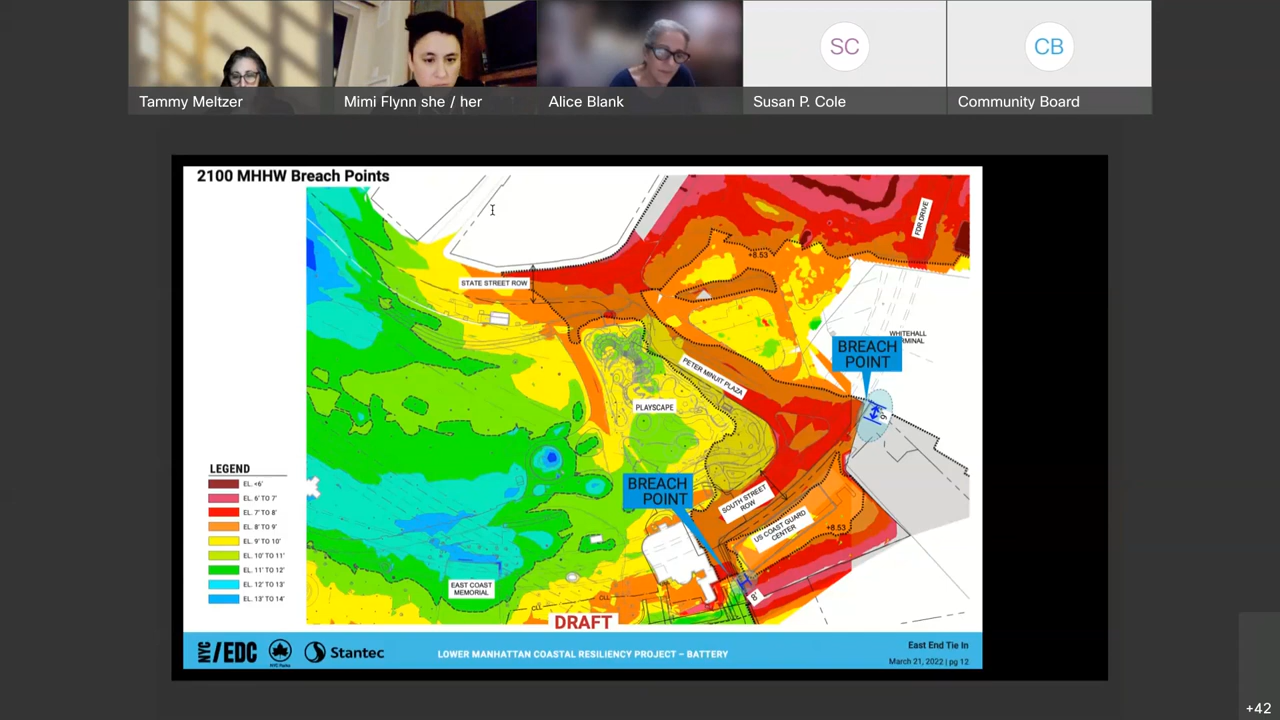 Tammy Meltzer
Mimi Flynn she / her
Alice Blank
SC
Susan P. Cole
CB
Community Board
2100 MHHW Breach Points
FDR DRIVE
+8.53
STATE STREET ROW
WHITEHALL
TERMINAL
BREACH
POINT
PETER MINUIT PLAZA
PLAYSCAPE
BREACH
POINT
SOUTH STREET
ROW
US COAST GUARD
CENTER
+8.53
8'
EAST COAST
MEMORIAL
LEGEND
EL. <6'
EL. 6' TO 7'
EL. 7' TO 8'
EL. 8' TO 9'
EL. 9' TO 10'
EL. 10' TO 11'
EL. 11' TO 12'
EL. 12' TO 13'
EL. 13' TO 14'
DRAFT
NYC/EDC
NYC Parks
Stantec
LOWER MANHATTAN COASTAL RESILIENCY PROJECT – BATTERY
East End Tie In
March 21, 2022 | pg 12
+42